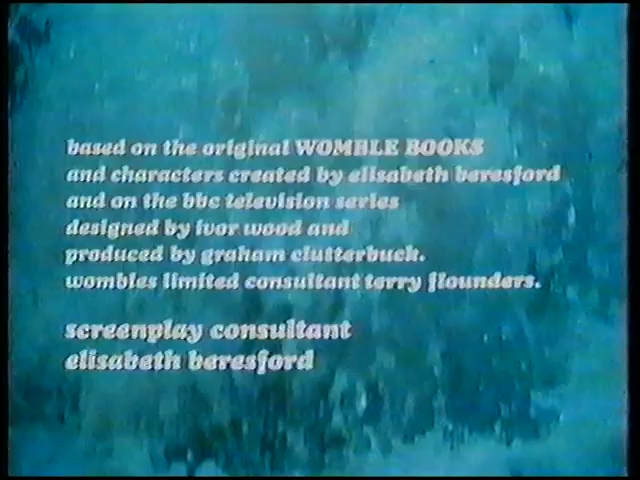 based on the original WOMBLE BOOKS
and characters created by elisabeth beresford
and on the bbc television series
designed by ivor wood and
produced by graham clutterbuck.
wombles limited consultant terry flounders.
screenplay consultant
elisabeth beresford